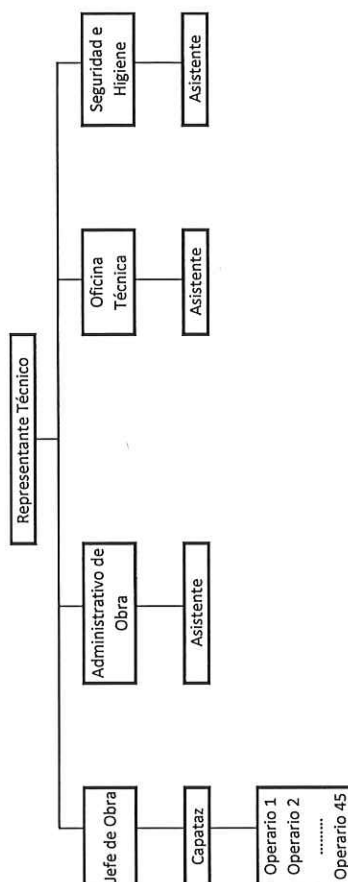 Representante Técnico
Jefe de Obra
Administrativo de
Obra
Oficina
Técnica
Seguridad e
Higiene
Capataz
Asistente
Asistente
Asistente
Operario 1
Operario 2
..........
Operario 45